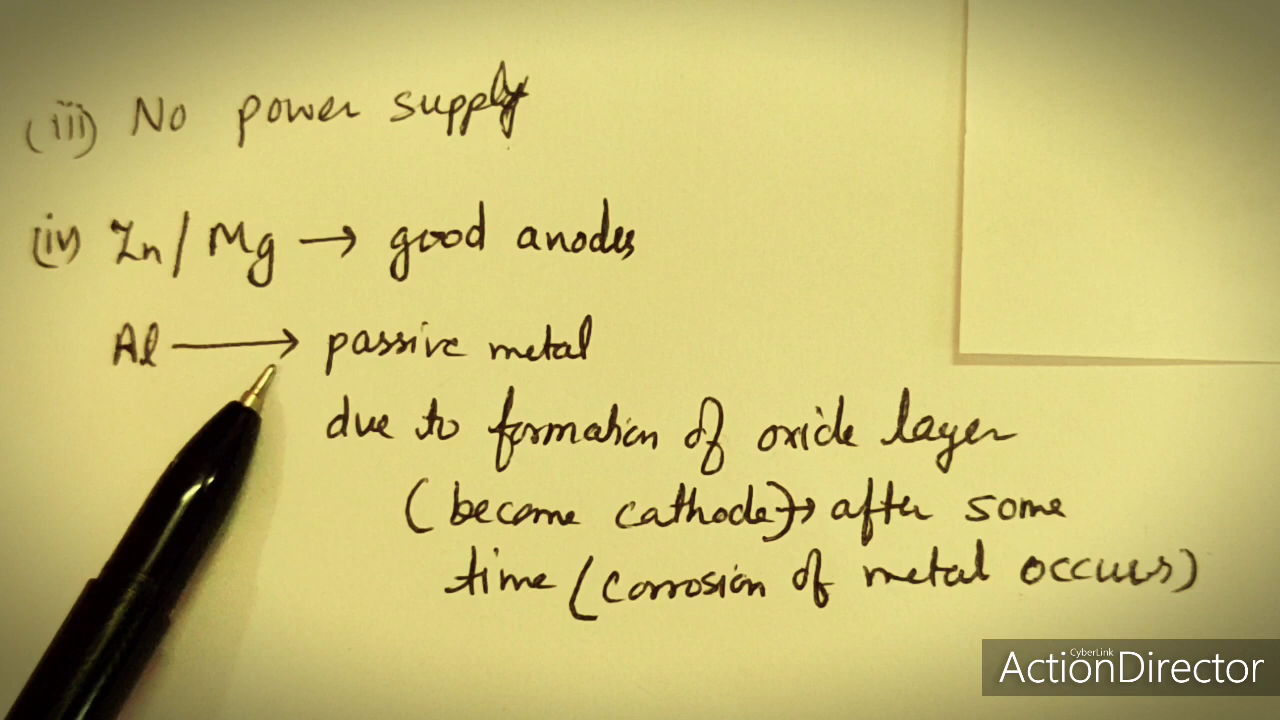 (iii) No power supply
(iv) Zn/Mg → good anodes
Al → passive metal
due to formation of oxide layer
(become cathode) → after some
time (corrosion of metal occurs)
CyberLink
ActionDirector